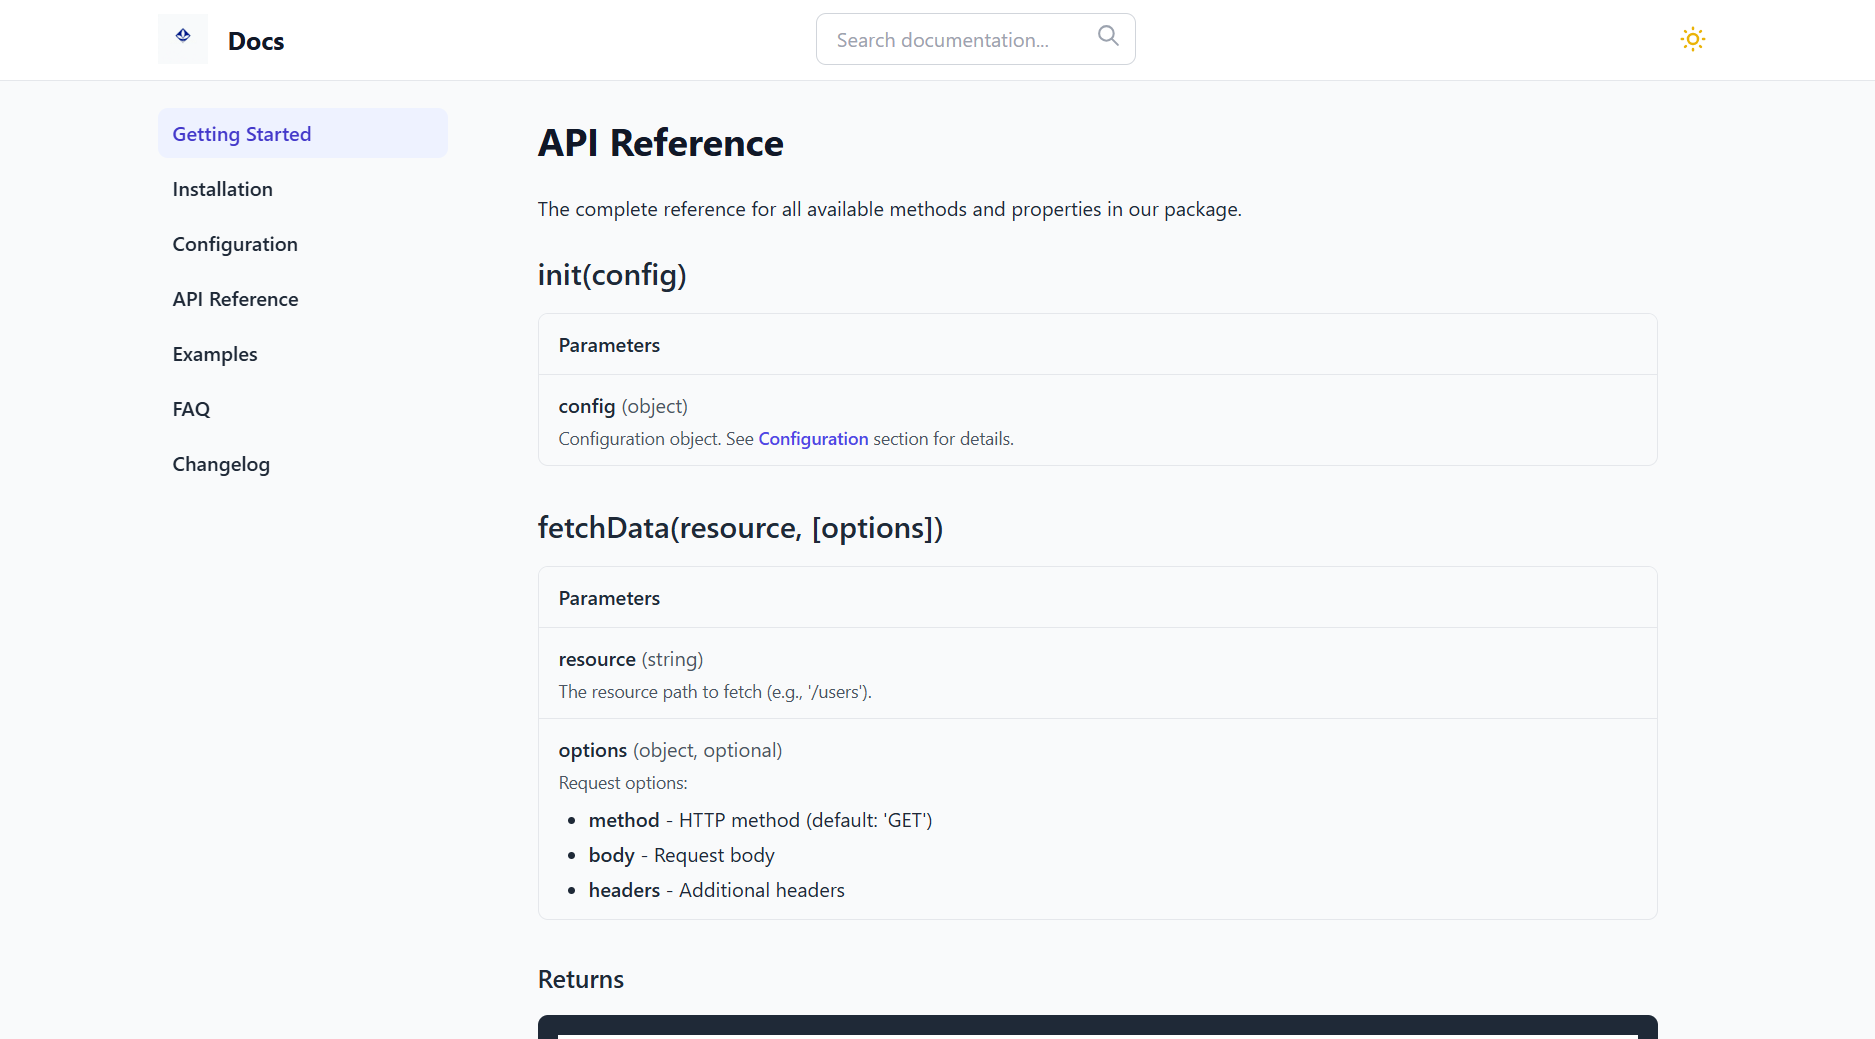 Docs
Search documentation...
Getting Started
Installation
Configuration
API Reference
Examples
FAQ
Changelog
API Reference
The complete reference for all available methods and properties in our package.
init(config)
Parameters
config (object)
Configuration object. See Configuration section for details.
fetchData(resource, [options])
Parameters
resource (string)
The resource path to fetch (e.g., '/users').
options (object, optional)
Request options:
• method - HTTP method (default: 'GET')
• body - Request body
• headers - Additional headers
Returns